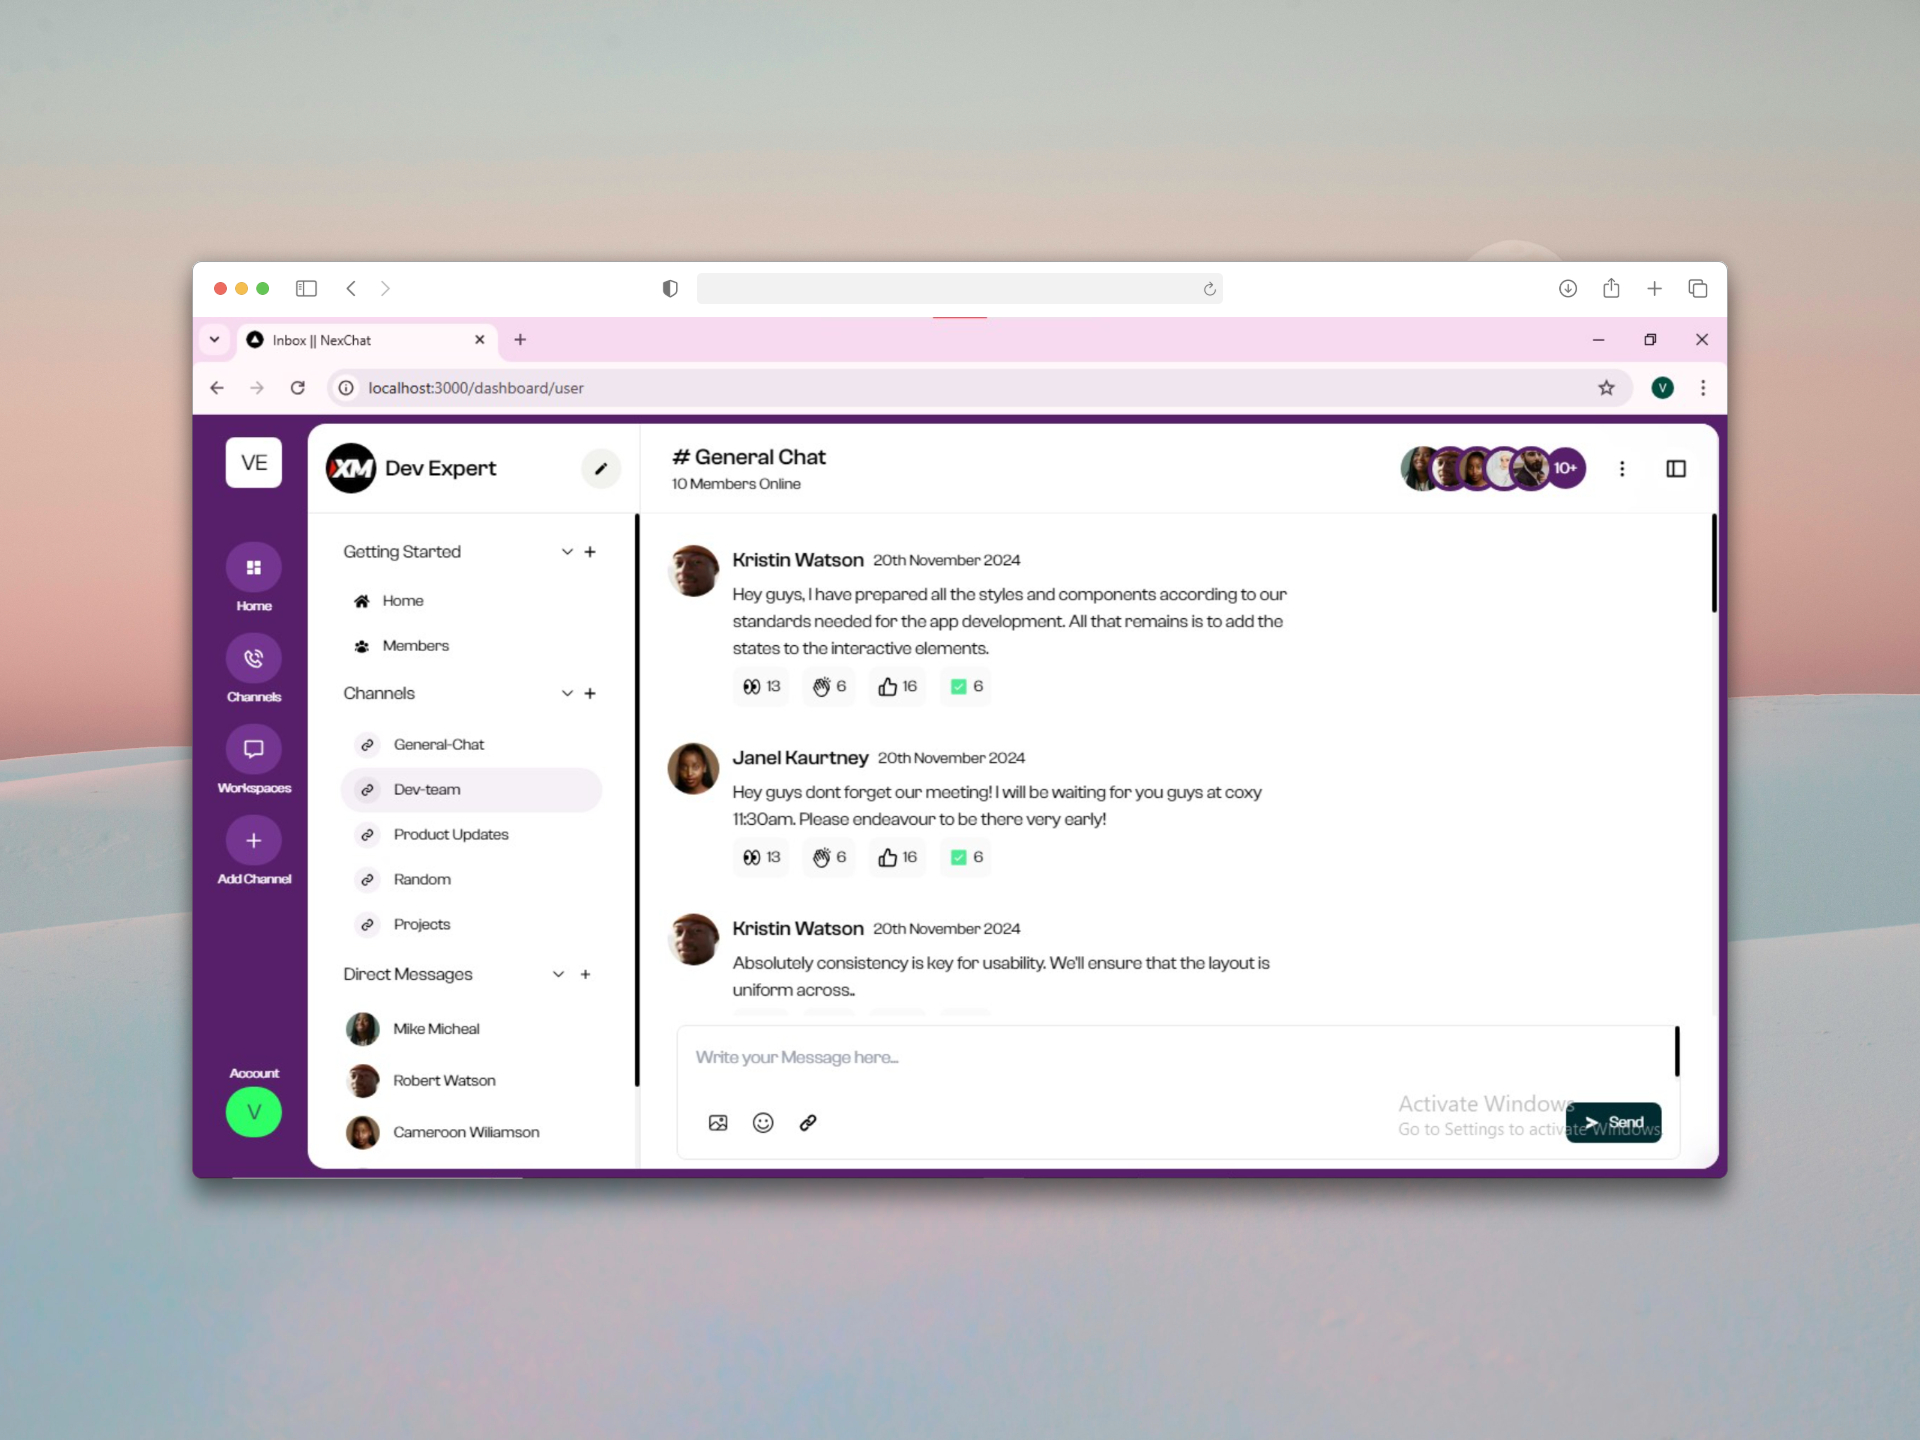 Inbox || NexChat
localhost:3000/dashboard/user
V
VE
Home
Channels
Workspaces
Add Channel
Account
V
XM
Dev Expert
Getting Started
Home
Members
Channels
General-Chat
Dev-team
Product Updates
Random
Projects
Direct Messages
Mike Micheal
Robert Watson
Cameroon Wiliamson
# General Chat
10 Members Online
10+
Kristin Watson 20th November 2024
Hey guys, I have prepared all the styles and components according to our
standards needed for the app development. All that remains is to add the
states to the interactive elements.
13 6 16 6
Janel Kaurtney 20th November 2024
Hey guys dont forget our meeting! I will be waiting for you guys at coxy
11:30am. Please endeavour to be there very early!
13 6 16 6
Kristin Watson 20th November 2024
Absolutely consistency is key for usability. We'll ensure that the layout is
uniform across..
Write your Message here...
Activate Windows
Go to Settings to activate Windows.
Send